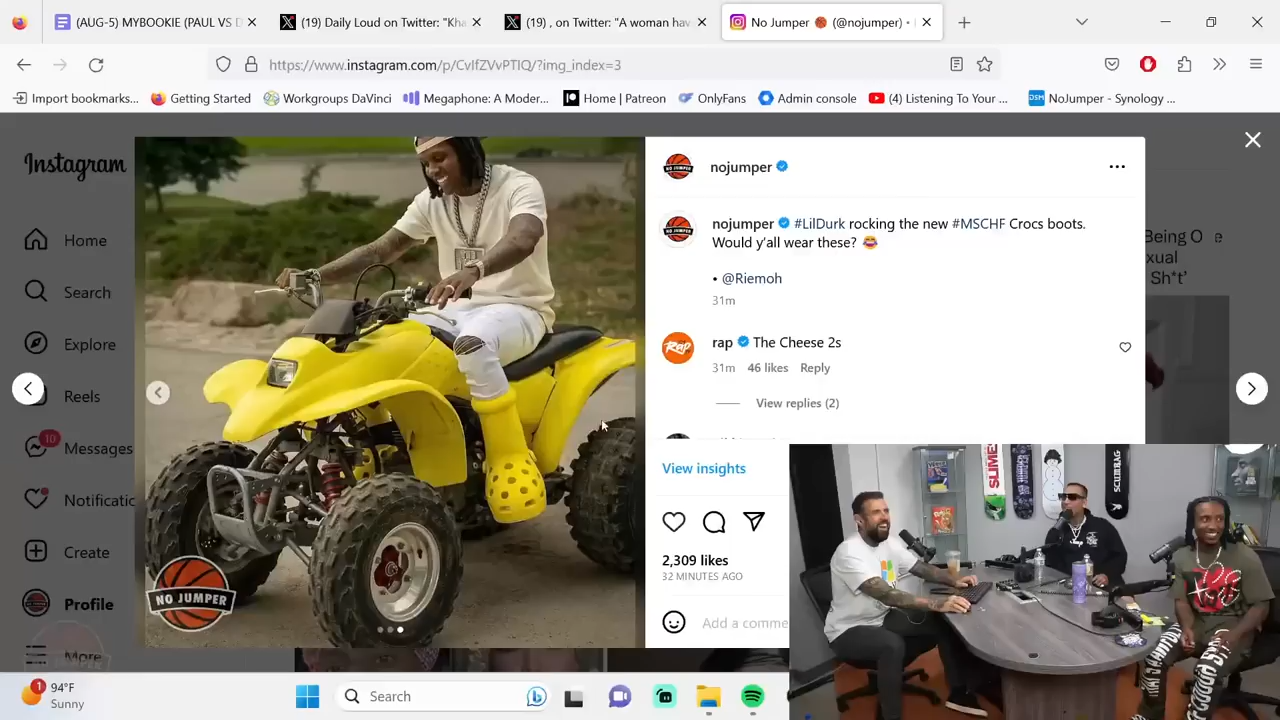 (AUG-5) MYBOOKIE (PAUL VS D
(19) Daily Loud on Twitter: "Kha
(19) , on Twitter: "A woman hav
No Jumper 🏀 (@nojumper) •
https://www.instagram.com/p/CvIfZVvPTIQ/?img_index=3
Import bookmarks...
Getting Started
Workgroup DaVinci
Megaphone: A Moder...
Home | Patreon
OnlyFans
Admin console
(4) Listening To Your ...
DSM
NoJumper - Synology ...
Instagram
Home
Search
Explore
Reels
10
Messages
Notificatic
Create
Profile
More
NO JUMPER
nojumper
nojumper #LilDurk rocking the new #MSCHF Crocs boots.
Would y'all wear these? 😂
• @Riemoh
31m
RAP
rap The Cheese 2s
31m 46 likes Reply
View replies (2)
View insights
2,309 likes
32 MINUTES AGO
Add a comme
Being O e
xual
Sh*t'
SLIME
SCUMBAG
1
94°F
Sunny
Search